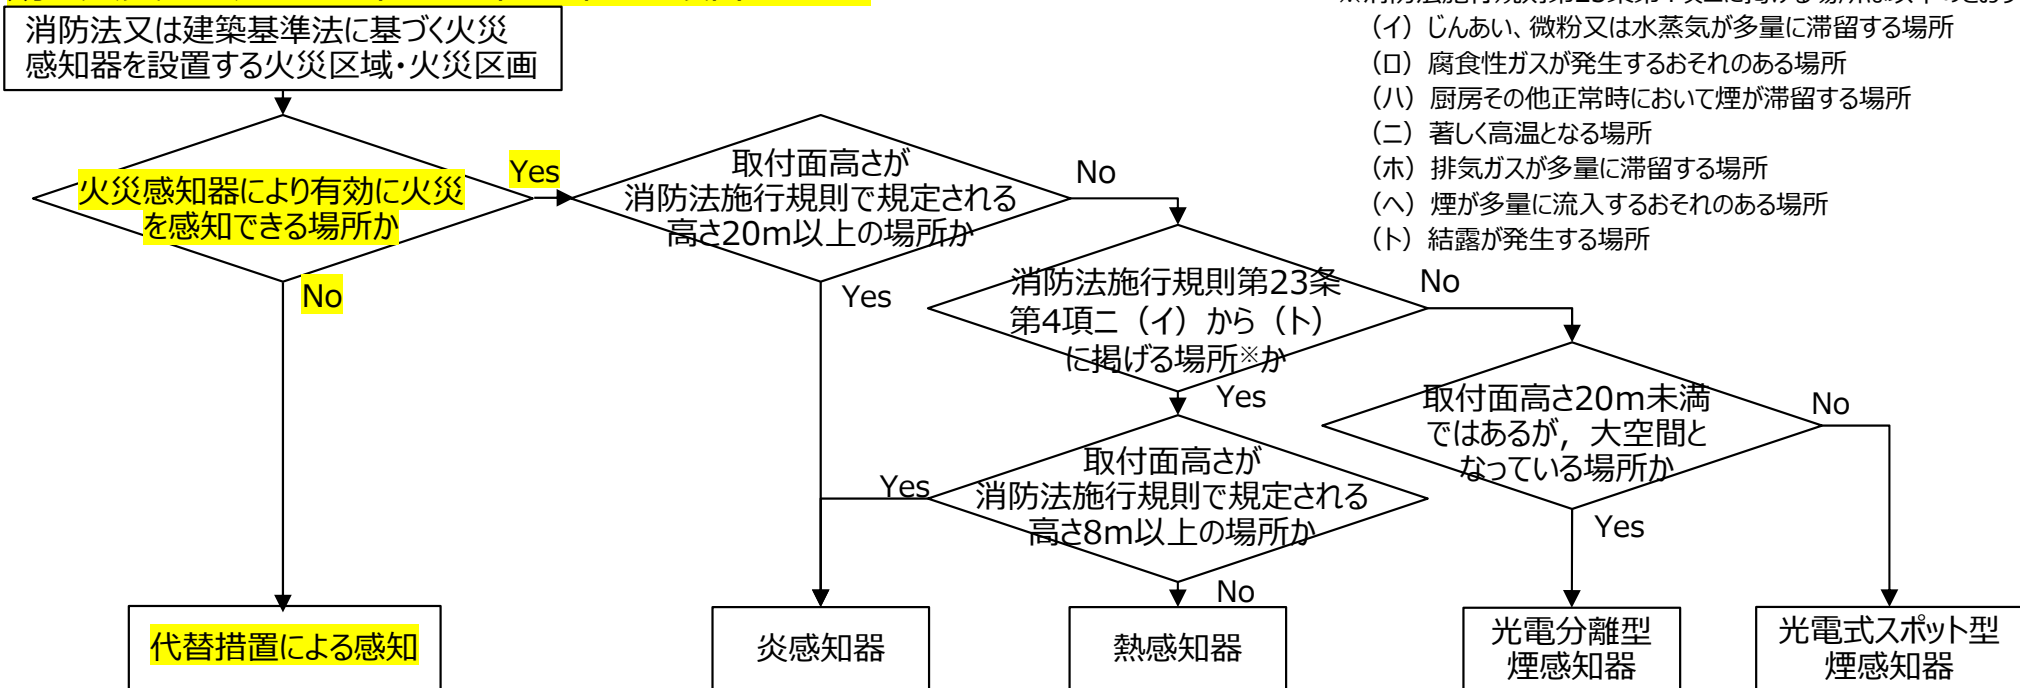 消防法又は建築基準法に基づく火災
感知器を設置する火災区域・火災区画
火災感知器により有効に火災
を感知できる場所か
Yes
No
取付面高さが
消防法施行規則で規定される
高さ20m以上の場所か
No
Yes
(イ) じんあい、微粉又は水蒸気が多量に滞留する場所
(ロ) 腐食性ガスが発生するおそれのある場所
(ハ) 厨房その他正常時において煙が滞留する場所
(ニ) 著しく高温となる場所
(ホ) 排気ガスが多量に滞留する場所
(ヘ) 煙が多量に流入するおそれのある場所
(ト) 結露が発生する場所
消防法施行規則第23条
第4項ニ（イ）から（ト）
に掲げる場所※か
No
Yes
取付面高さ20m未満
ではあるが，大空間と
なっている場所か
No
Yes
取付面高さが
消防法施行規則で規定される
高さ8m以上の場所か
Yes
No
代替措置による感知
炎感知器
熱感知器
光電分離型
煙感知器
光電式スポット型
煙感知器